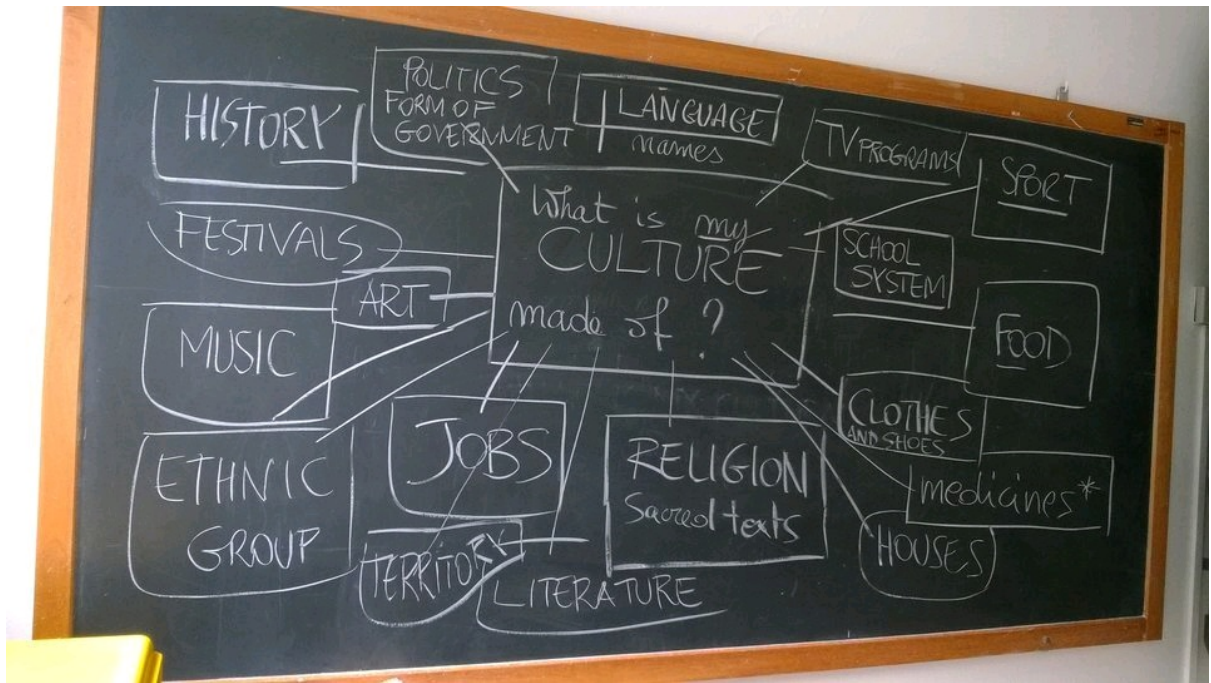 HISTORY
POLITICS
FORM OF
GOVERNMENT
LANGUAGE
names
TV PROGRAMS
SPORT
FESTIVALS
What is my
CULTURE
made of ?
SCHOOL
SYSTEM
ART
MUSIC
FOOD
ETHNIC
GROUP
JOBS
RELIGION
Sacred texts
CLOTHES
AND SHOES
medicines*
TERRITORY
LITERATURE
HOUSES